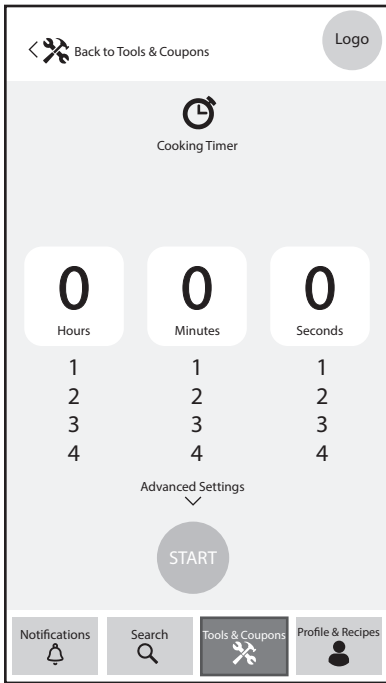 Back to Tools & Coupons
Logo
Cooking Timer
0 0 0
Hours Minutes Seconds
1 1 1
2 2 2
3 3 3
4 4 4
Advanced Settings
START
Notifications Search Tools & Coupons Profile & Recipes